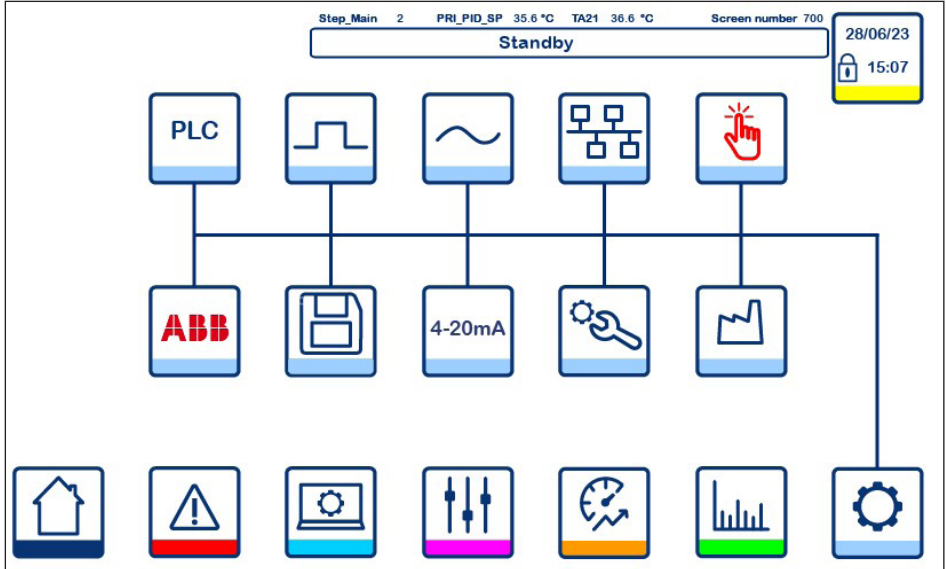 Step_Main 2 PRI_PID_SP 35.6 °C TA21 36.6 °C Screen number 700
Standby
28/06/23
15:07
PLC
ABB
4-20mA